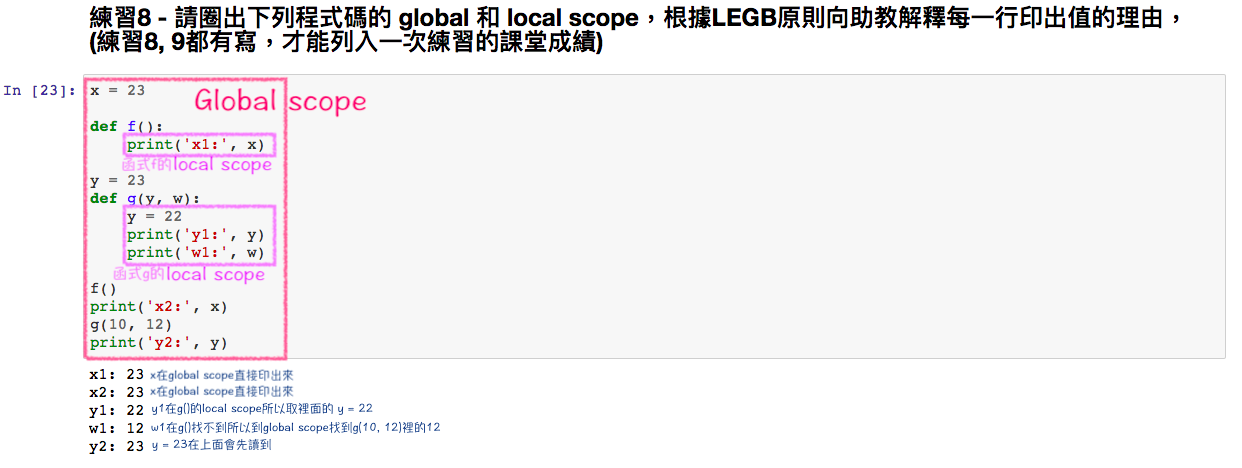 練習8 - 請圈出下列程式碼的 global 和 local scope，根據LEGB原則向助教解釋每一行印出值的理由，
(練習8, 9都有寫，才能列入一次練習的課堂成績)
In [23]: x = 23
Global scope
def f():
print('x1:', x)
函式f的local scope
y = 23
def g(y, w):
y = 22
print('y1:', y)
print('w1:', w)
函式g的local scope
f()
print('x2:', x)
g(10, 12)
print('y2:', y)
x1: 23 x在global scope直接印出來
x2: 23 x在global scope直接印出來
y1: 22 y1在g()的local scope所以取裡面的 y = 22
w1: 12 w1在g()找不到所以到global scope找到g(10, 12)裡的12
y2: 23 y = 23在上面會先讀到